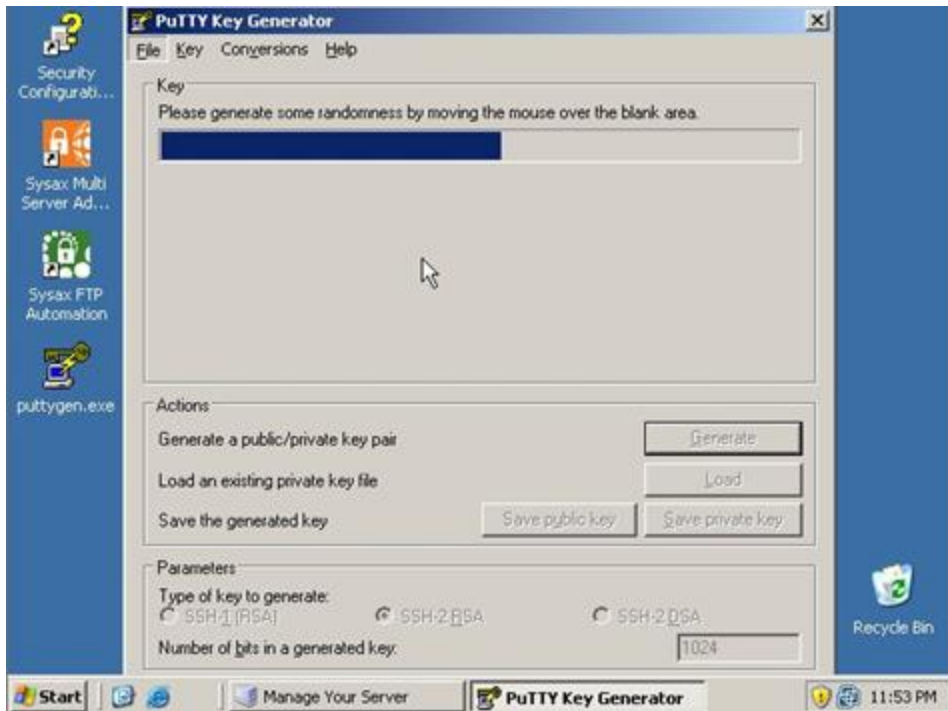 Security
Configurati...
Sysax Multi
Server Ad...
Sysax FTP
Automation
puttygen.exe
PuTTY Key Generator
File Key Conversions Help
Key
Please generate some randomness by moving the mouse over the blank area.
Actions
Generate a public/private key pair
Generate
Load an existing private key file
Load
Save the generated key
Save public key
Save private key
Parameters
Type of key to generate:
SSH-1 (RSA)
SSH-2 RSA
SSH-2 DSA
Number of bits in a generated key:
1024
Recycle Bin
Start
Manage Your Server
PuTTY Key Generator
11:53 PM